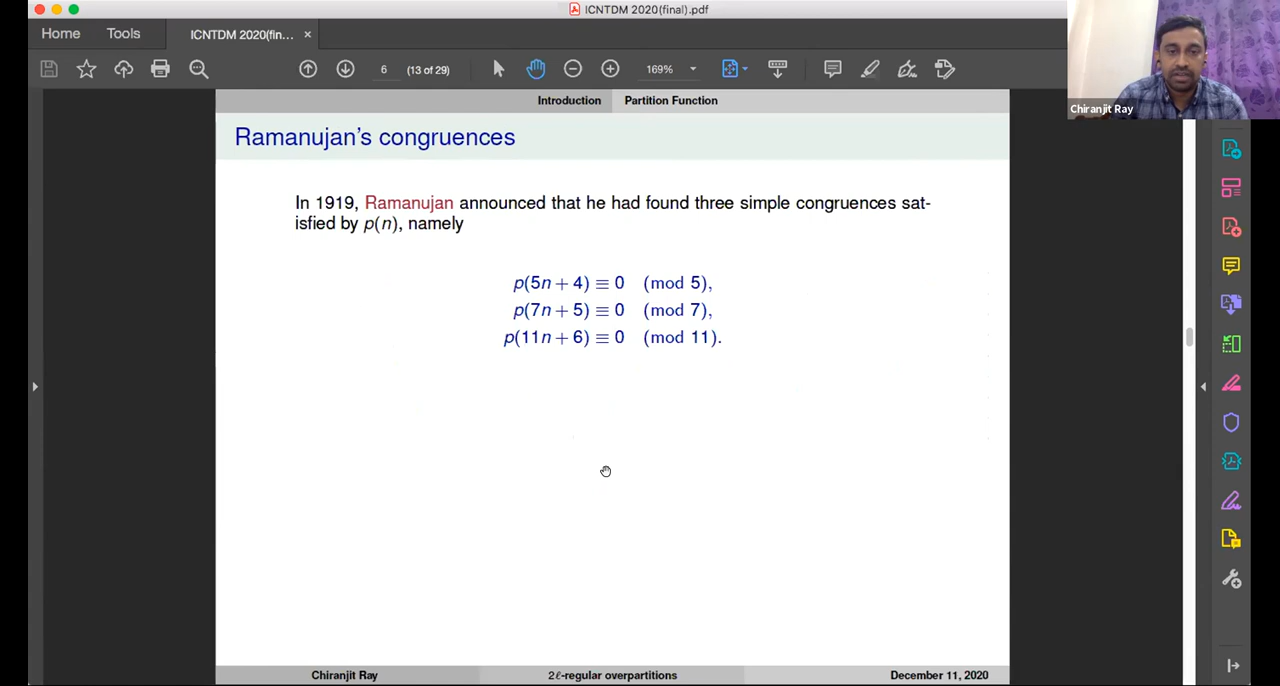 ICNTDM 2020(final).pdf
Home
Tools
ICNTDM 2020(fin...
×
6
(13 of 29)
169%
Chiranjit Ray
Introduction
Partition Function
Ramanujan's congruences
In 1919, Ramanujan announced that he had found three simple congruences sat-
isfied by p(n), namely
p(5n + 4) ≡ 0 (mod 5),
p(7n + 5) ≡ 0 (mod 7),
p(11n + 6) ≡ 0 (mod 11).
Chiranjit Ray
2ℓ-regular overpartitions
December 11, 2020